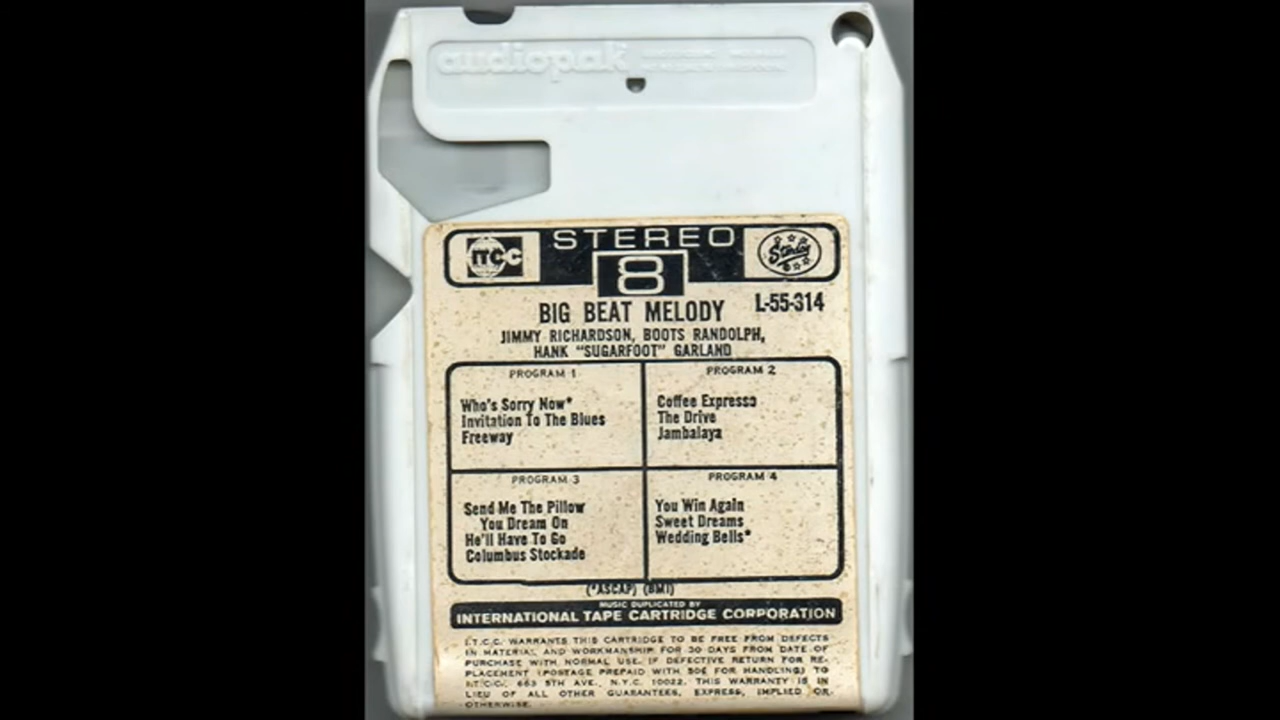 audiopak
STEREO
ITCC
8
Starday
BIG BEAT MELODY
L-55-314
JIMMY RICHARDSON, BOOTS RANDOLPH,
HANK "SUGARFOOT" GARLAND
PROGRAM 1
Who's Sorry Now*
Invitation To The Blues
Freeway
PROGRAM 2
Coffee Expresso
The Drive
Jambalaya
PROGRAM 3
Send Me The Pillow
You Dream On
He'll Have To Go
Columbus Stockade
PROGRAM 4
You Win Again
Sweet Dreams
Wedding Bells*
(*ASCAP) (BMI)
MUSIC DUPLICATED BY
INTERNATIONAL TAPE CARTRIDGE CORPORATION
I.T.C.C. WARRANTS THIS CARTRIDGE TO BE FREE FROM DEFECTS
IN MATERIAL AND WORKMANSHIP FOR 30 DAYS FROM DATE OF
PURCHASE WITH NORMAL USE. IF DEFECTIVE RETURN FOR RE-
PLACEMENT (POSTAGE PREPAID WITH 50¢ FOR HANDLING) TO
I.T.C.C., 663 5TH AVE., N.Y.C. 10022. THIS WARRANTY IS IN
LIEU OF ALL OTHER GUARANTEES, EXPRESS, IMPLIED OR
OTHERWISE.